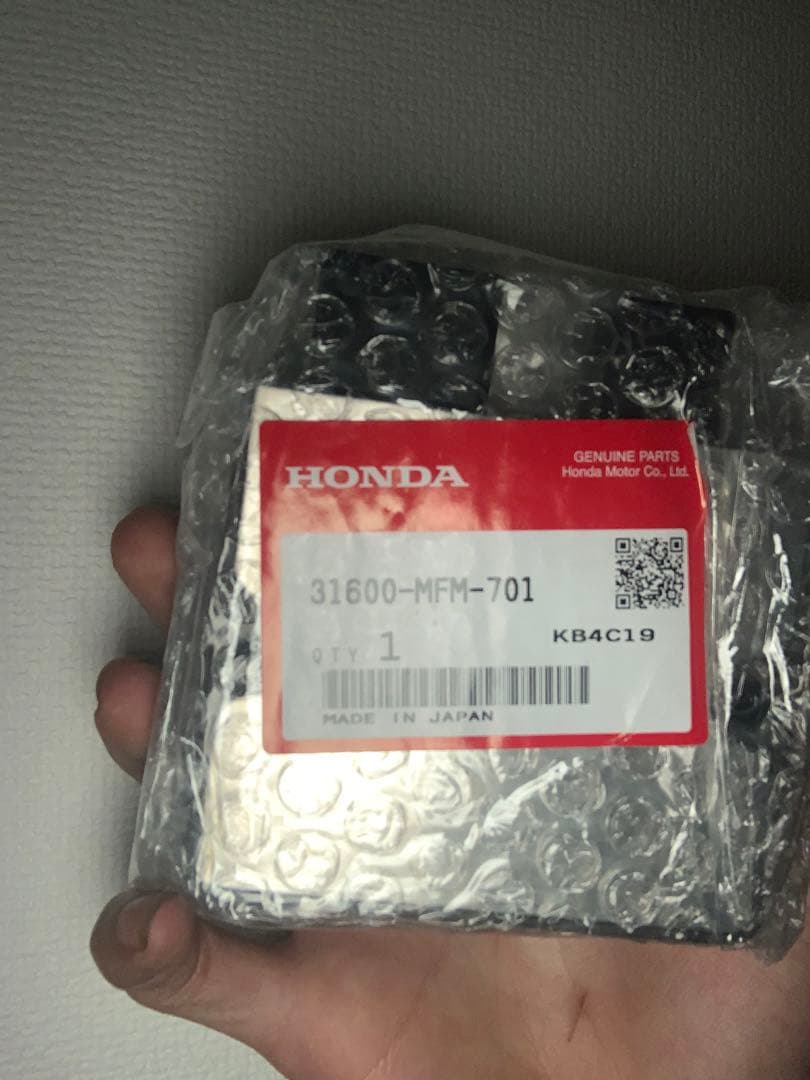 HONDA
GENUINE PARTS
Honda Motor Co., Ltd.
31600-MFM-701
QTY 1
KB4C19
MADE IN JAPAN